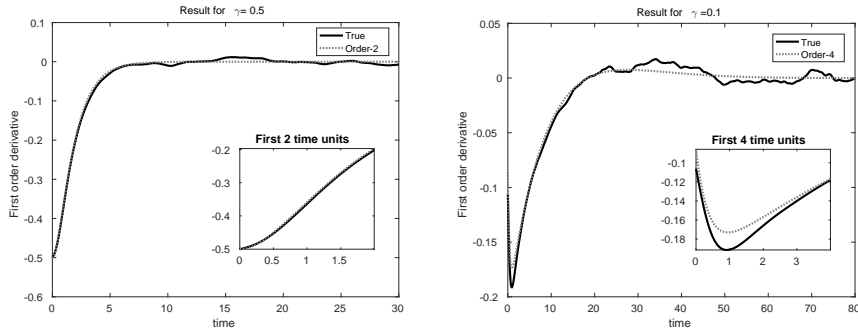 Result for γ= 0.5
True
Order-2
First order derivative
0.1
0
-0.1
-0.2
-0.3
-0.4
-0.5
-0.6
First 2 time units
-0.2
-0.3
-0.4
-0.5
0 0.5 1 1.5
0 5 10 15 20 25 30
time
Result for γ=0.1
True
Order-4
First order derivative
0.05
0
-0.05
-0.1
-0.15
-0.2
First 4 time units
-0.1
-0.12
-0.14
-0.16
-0.18
0 1 2 3
0 10 20 30 40 50 60 70 80
time